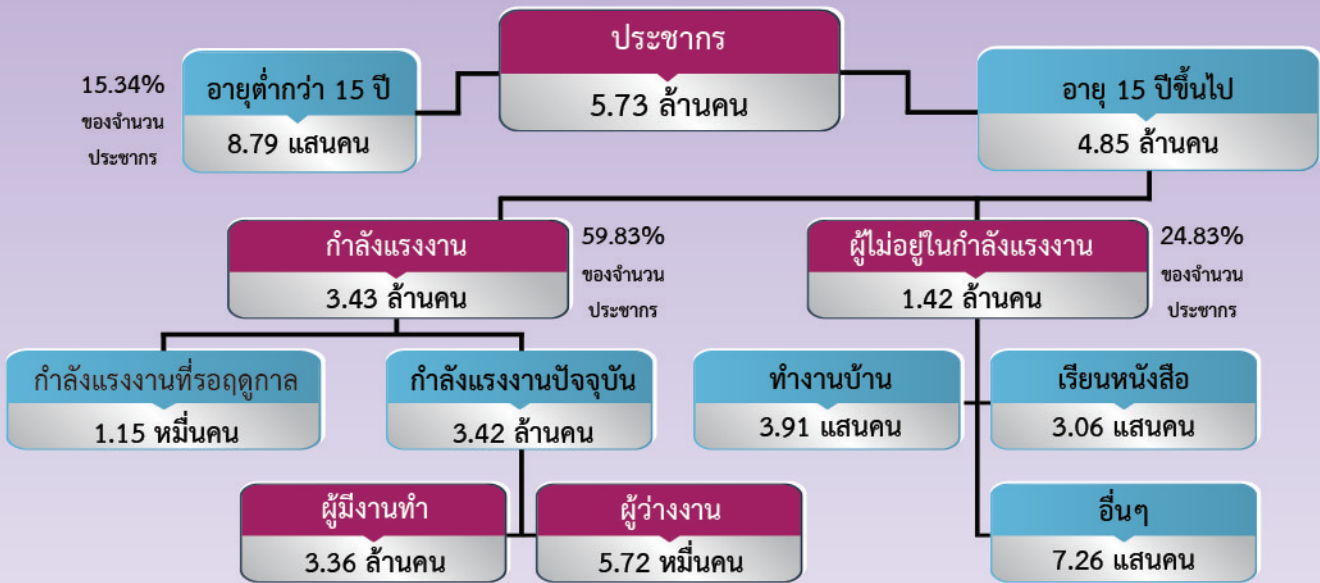 ประชากร
5.73 ล้านคน
15.34%
ของจำนวน
ประชากร
อายุต่ำกว่า 15 ปี
8.79 แสนคน
อายุ 15 ปีขึ้นไป
4.85 ล้านคน
กำลังแรงงาน
3.43 ล้านคน
59.83%
ของจำนวน
ประชากร
ผู้ไม่อยู่ในกำลังแรงงาน
1.42 ล้านคน
24.83%
ของจำนวน
ประชากร
กำลังแรงงานที่รอฤดูกาล
1.15 หมื่นคน
กำลังแรงงานปัจจุบัน
3.42 ล้านคน
ทำงานบ้าน
3.91 แสนคน
เรียนหนังสือ
3.06 แสนคน
ผู้มีงานทำ
3.36 ล้านคน
ผู้ว่างงาน
5.72 หมื่นคน
อื่นๆ
7.26 แสนคน